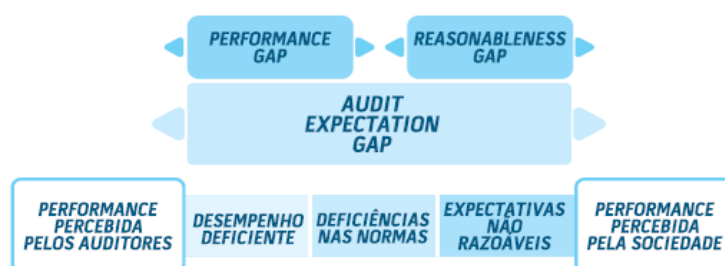 PERFORMANCE
GAP
REASONABLENESS
GAP
AUDIT
EXPECTATION
GAP
PERFORMANCE
PERCEBIDA
PELOS AUDITORES
DESEMPENHO
DEFICIENTE
DEFICIÊNCIAS
NAS NORMAS
EXPECTATIVAS
NÃO
RAZOÁVEIS
PERFORMANCE
PERCEBIDA
PELA SOCIEDADE